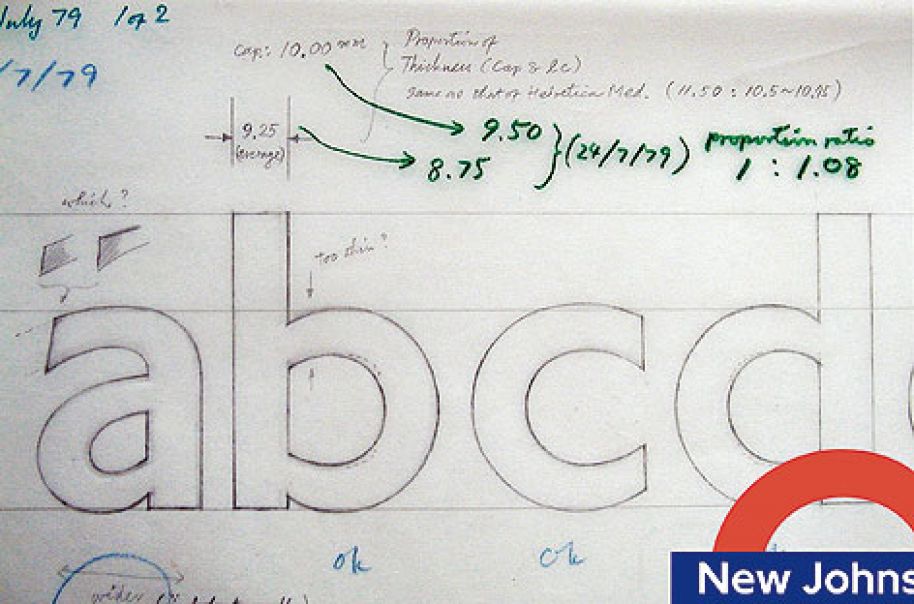 July 79 1 of 2
/7/79
Cap: 10.00 mm
Proportion of
Thickness (Cap & lc)
Same as that of Helvetica Med. (11.50 : 10.5~10.95)
9.25
(average)
9.50
8.75
(24/7/79)
proportion ratio
1 : 1.08
which?
too thin?
abcd
ok
ok
wider
New Johns